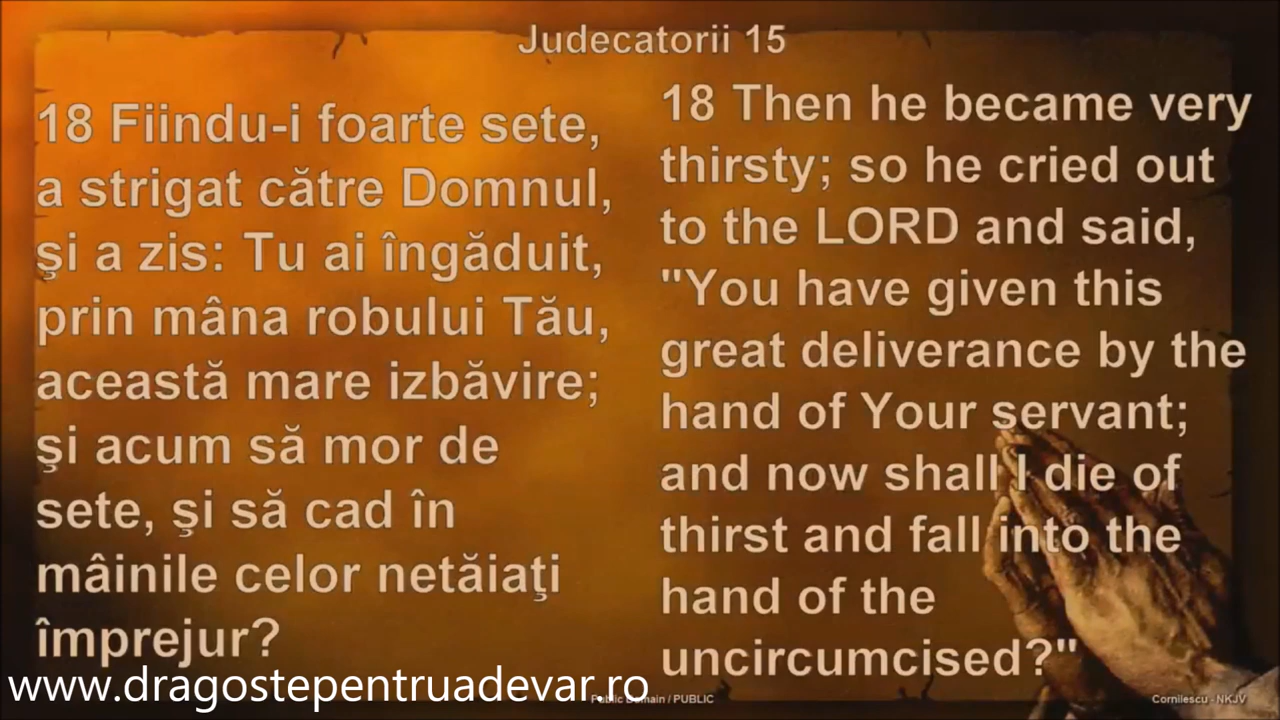 Judecatorii 15
18 Fiindu-i foarte sete,
a strigat către Domnul,
şi a zis: Tu ai îngăduit,
prin mâna robului Tău,
această mare izbăvire;
şi acum să mor de
sete, şi să cad în
mâinile celor netăiaţi
împrejur?
18 Then he became very
thirsty; so he cried out
to the LORD and said,
"You have given this
great deliverance by the
hand of Your servant;
and now shall I die of
thirst and fall into the
hand of the
uncircumcised?"
www.dragostepentruadevar.ro
Public Domain / PUBLIC
Cornilescu - NKJV